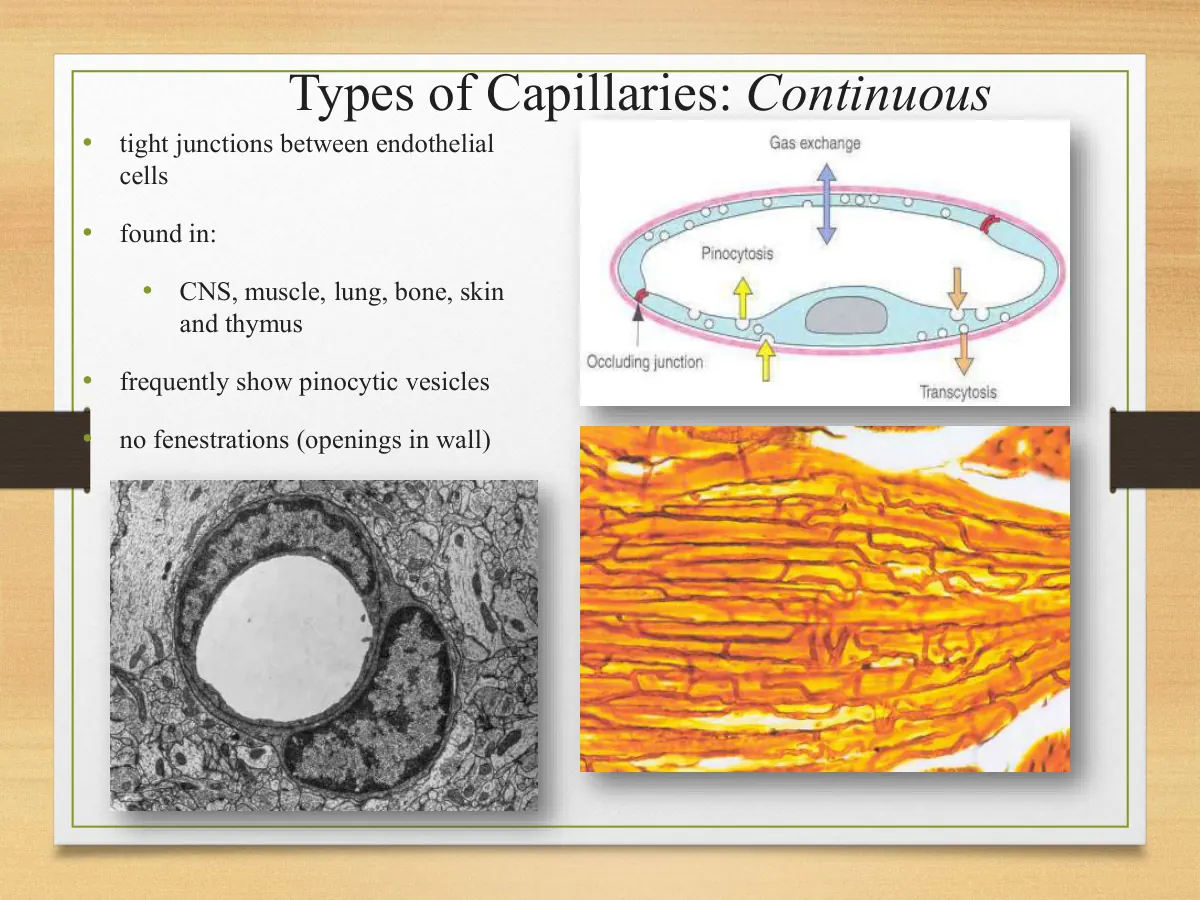 Types of Capillaries: Continuous
• tight junctions between endothelial
cells
• found in:
• CNS, muscle, lung, bone, skin
and thymus
• frequently show pinocytic vesicles
• no fenestrations (openings in wall)
Gas exchange
Pinocytosis
Occluding junction
Transcytosis